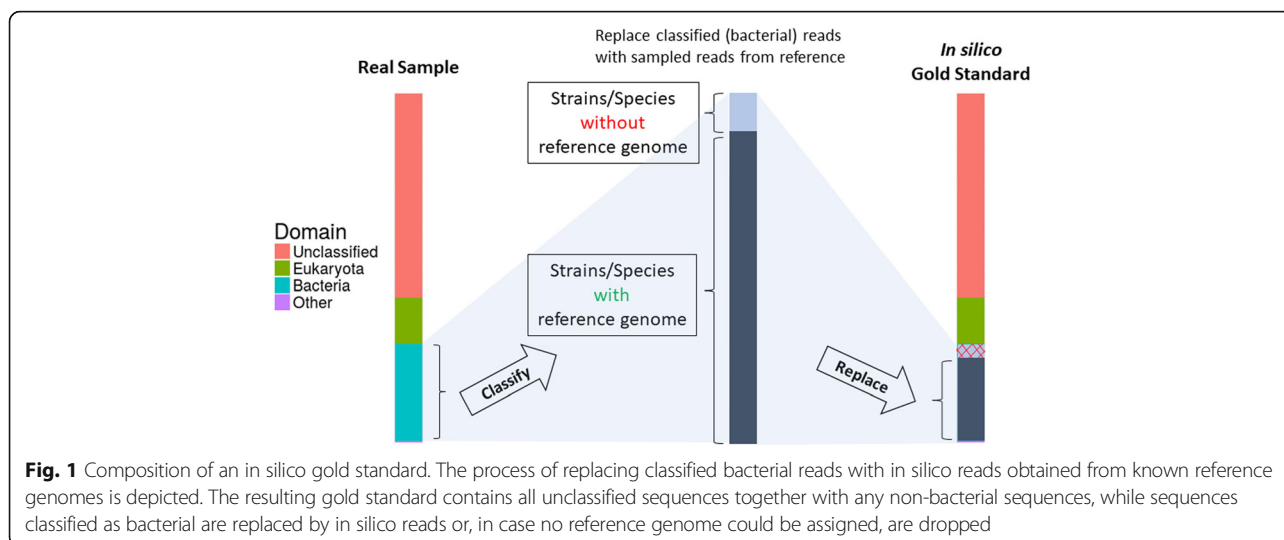 Replace classified (bacterial) reads
with sampled reads from reference
Real Sample
In silico
Gold Standard
Strains/Species
without
reference genome
Domain
Unclassified
Eukaryota
Bacteria
Other
Strains/Species
with
reference genome
Classify
Replace
Fig. 1 Composition of an in silico gold standard. The process of replacing classified bacterial reads with in silico reads obtained from known reference
genomes is depicted. The resulting gold standard contains all unclassified sequences together with any non-bacterial sequences, while sequences
classified as bacterial are replaced by in silico reads or, in case no reference genome could be assigned, are dropped